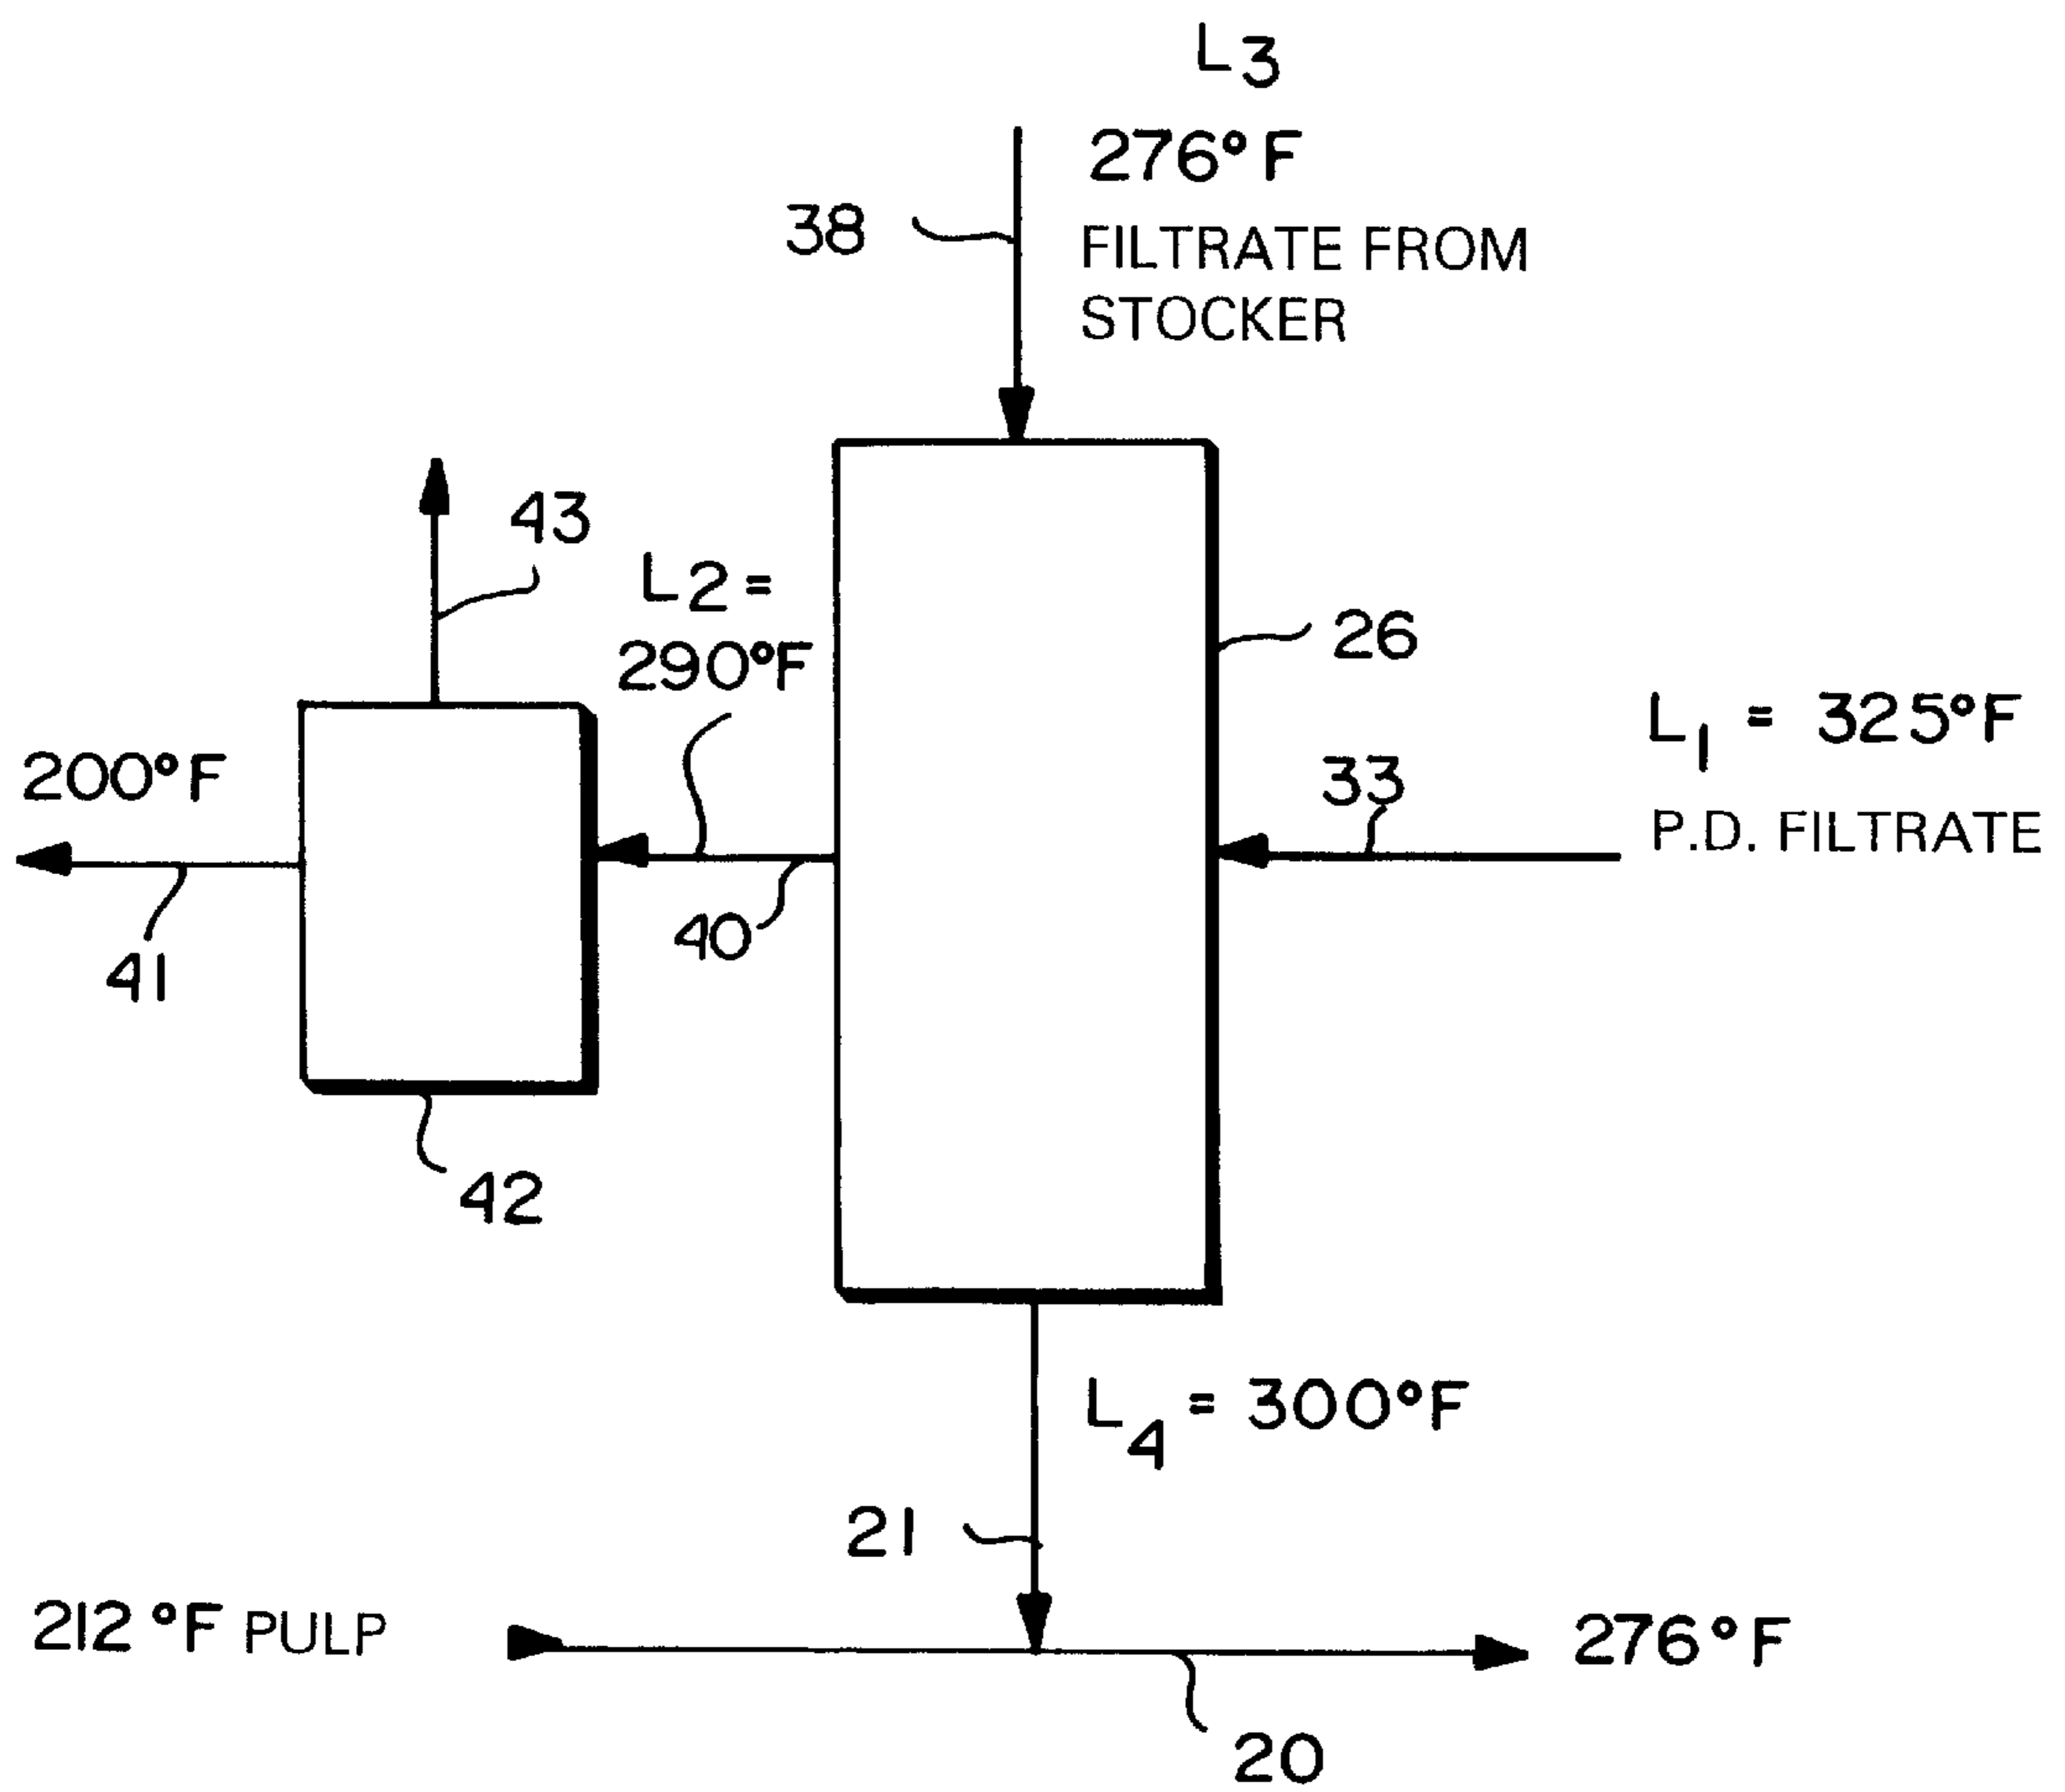 L3
276°F
38
FILTRATE FROM
STOCKER
43
L2=
290°F
26
L1 = 325°F
200°F
33
P.D. FILTRATE
40
41
42
L4 = 300°F
21
212°F PULP
276°F
20